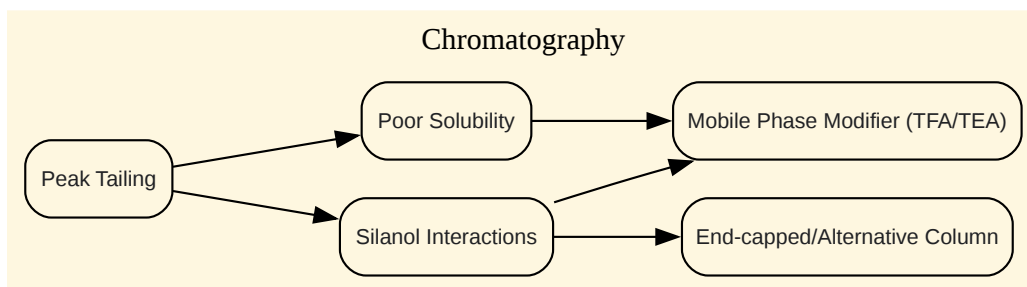 Chromatography
Peak Tailing
Poor Solubility
Silanol Interactions
Mobile Phase Modifier (TFA/TEA)
End-capped/Alternative Column